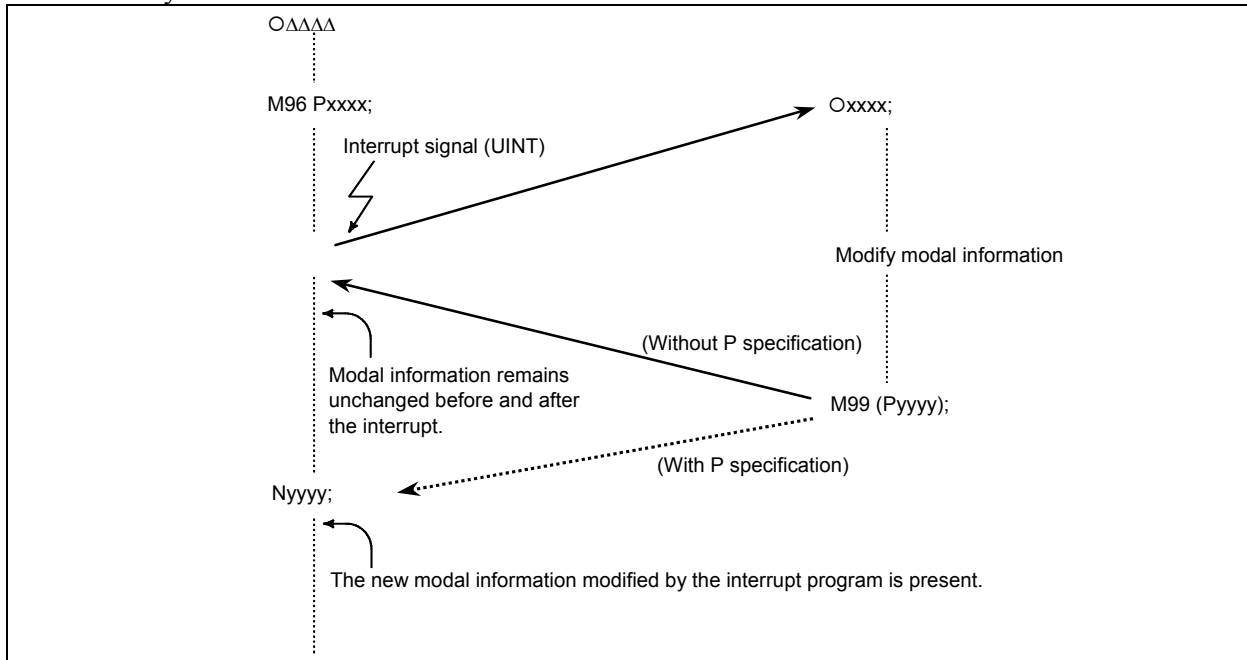 O∆∆∆∆
M96 Pxxxx;
Oxxxx;
Interrupt signal (UINT)
Modify modal information
(Without P specification)
Modal information remains
unchanged before and after
the interrupt.
M99 (Pyyyy);
(With P specification)
Nyyyy;
The new modal information modified by the interrupt program is present.